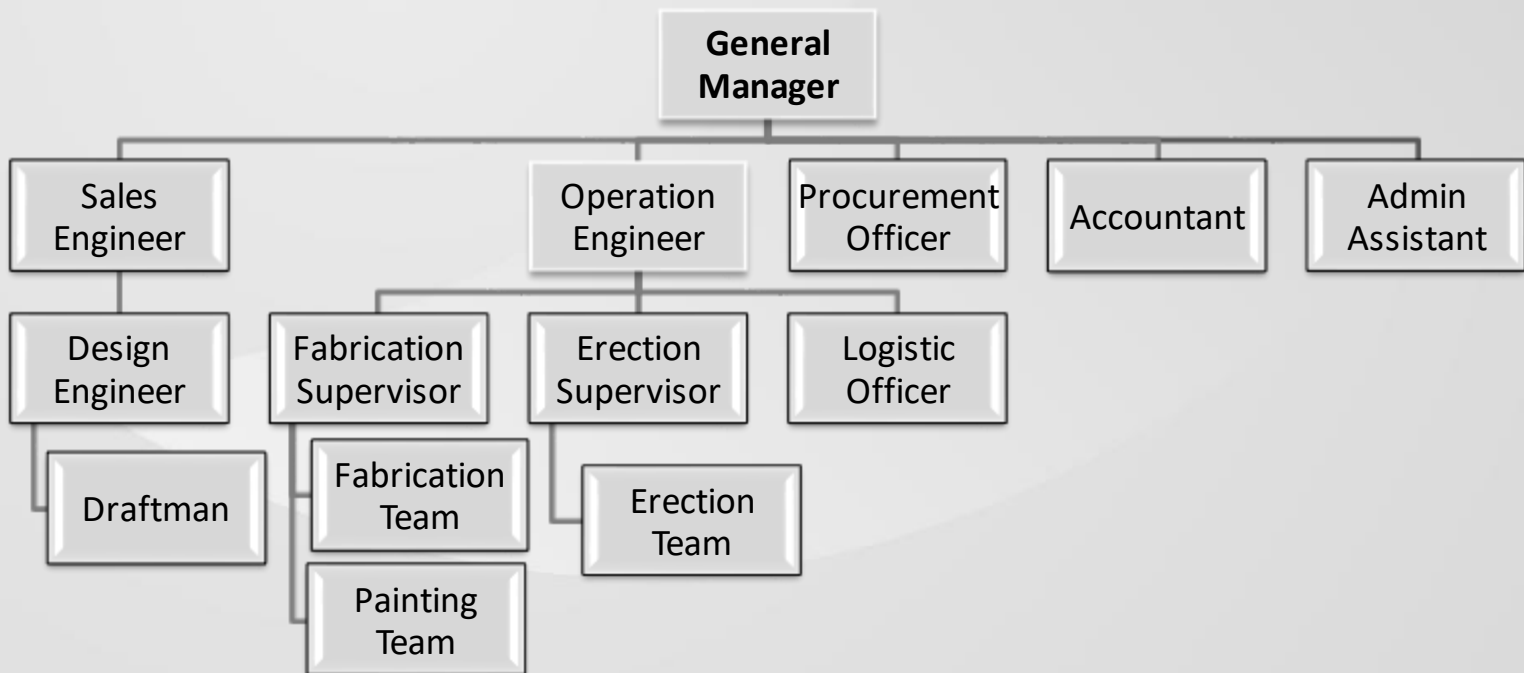 General
Manager
Sales
Engineer
Operation
Engineer
Procurement
Officer
Accountant
Admin
Assistant
Design
Engineer
Fabrication
Supervisor
Erection
Supervisor
Logistic
Officer
Draftman
Fabrication
Team
Erection
Team
Painting
Team